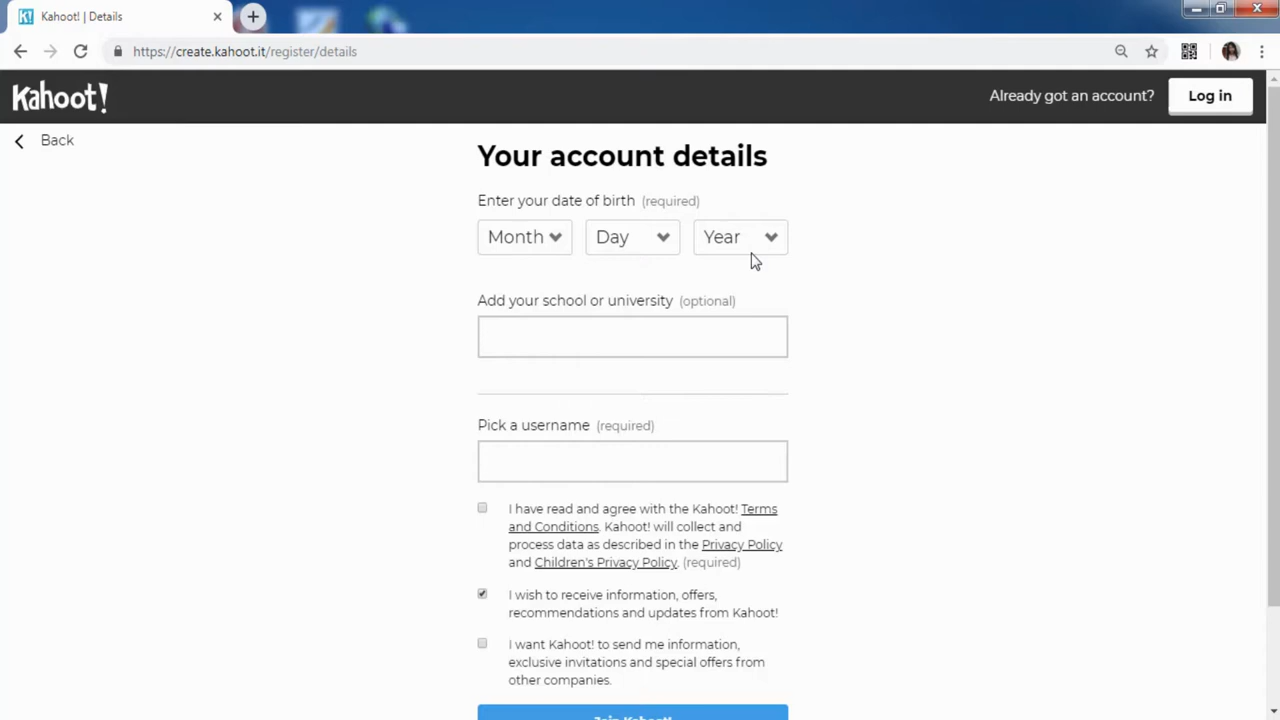 Kahoot! | Details
https://create.kahoot.it/register/details
Kahoot!
Already got an account?
Log in
Back
Your account details
Enter your date of birth (required)
Month Day Year
Add your school or university (optional)
Pick a username (required)
I have read and agree with the Kahoot! Terms
and Conditions. Kahoot! will collect and
process data as described in the Privacy Policy
and Children's Privacy Policy. (required)
I wish to receive information, offers,
recommendations and updates from Kahoot!
I want Kahoot! to send me information,
exclusive invitations and special offers from
other companies.
Join Kahoot!